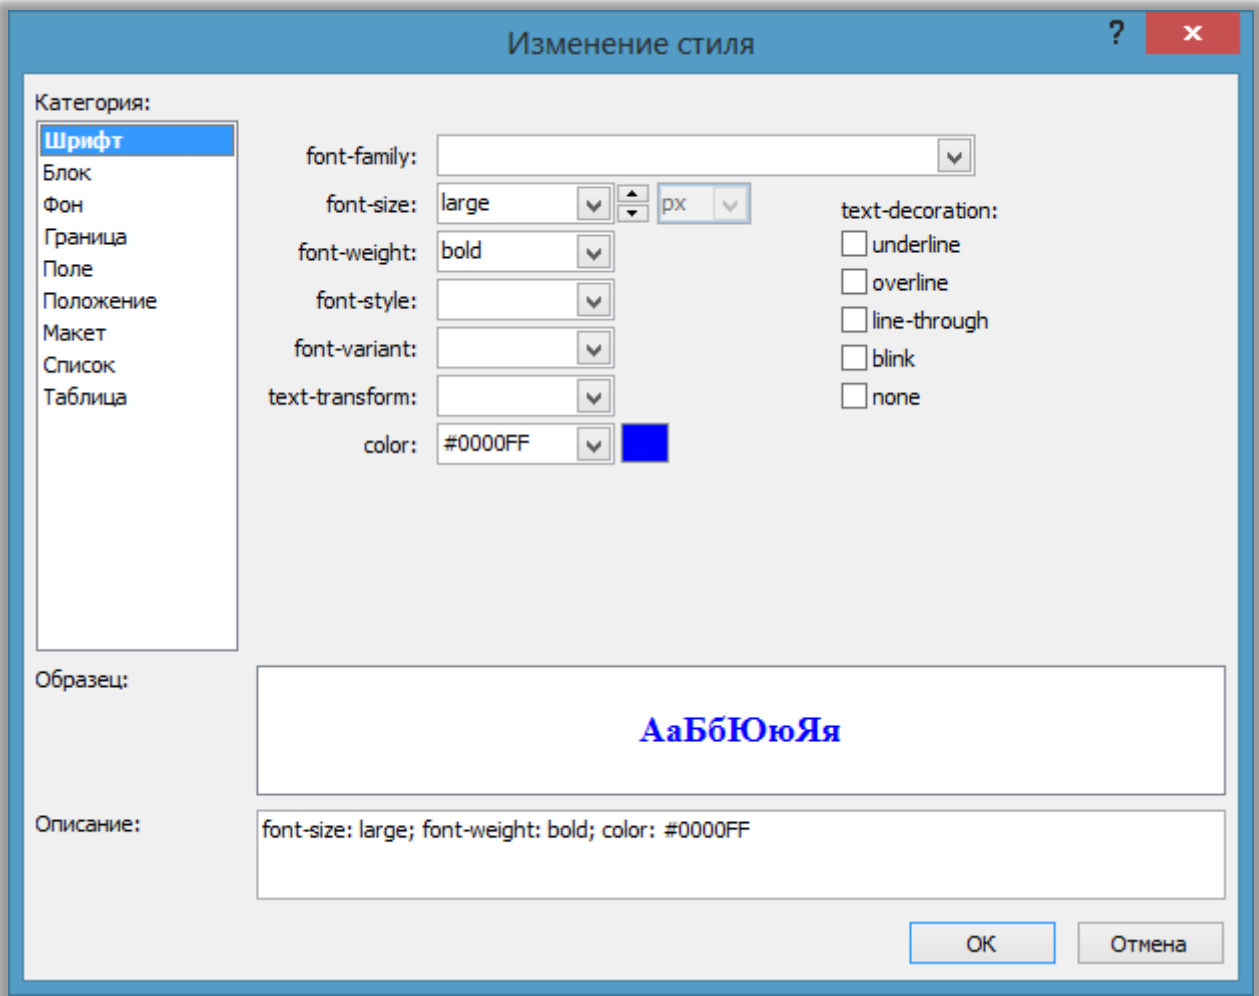 Изменение стиля
?
Категория:
Шрифт
Блок
Фон
Граница
Поле
Положение
Макет
Список
Таблица
font-family:
font-size: large px
font-weight: bold
font-style:
font-variant:
text-transform:
color: #0000FF
text-decoration:
underline
overline
line-through
blink
none
Образец:
АаБбЮюЯя
Описание:
font-size: large; font-weight: bold; color: #0000FF
ОК
Отмена